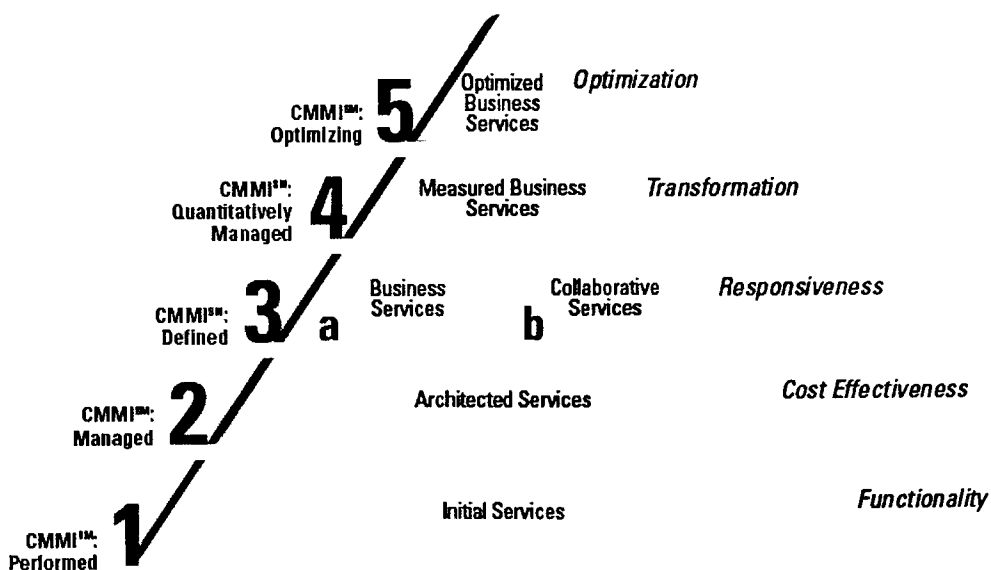 CMMI℠:
Optimizing
5
Optimized
Business
Services
Optimization
CMMI℠:
Quantitatively
Managed
4
Measured Business
Services
Transformation
CMMI℠:
Defined
3
a
Business
Services
b
Collaborative
Services
Responsiveness
CMMI℠:
Managed
2
Architected Services
Cost Effectiveness
CMMI℠:
Performed
1
Initial Services
Functionality